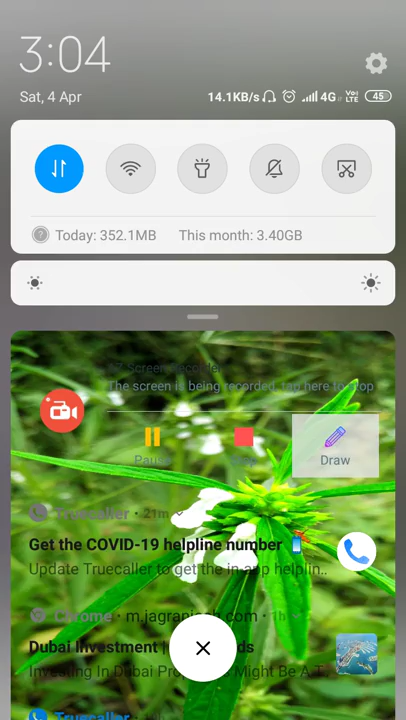 3:04
Sat, 4 Apr
14.1KB/s
4G
Vo)
LTE
45
Today: 352.1MB
This month: 3.40GB
Screen Recorder
The screen is being recorded, tap here to stop
Pause
Stop
Draw
Truecaller • 21m
Get the COVID-19 helpline number
Update Truecaller to get the in-app helplin..
Chrome • m.jagranjosh.com • 1h
Dubai Investment |
Investing In Dubai Might Be A T
Truecaller